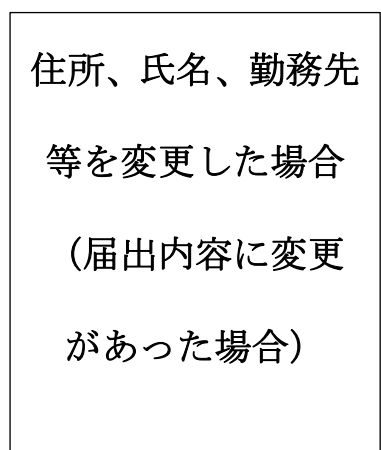 住所、氏名、勤務先
等を変更した場合
（届出内容に変更
があった場合）